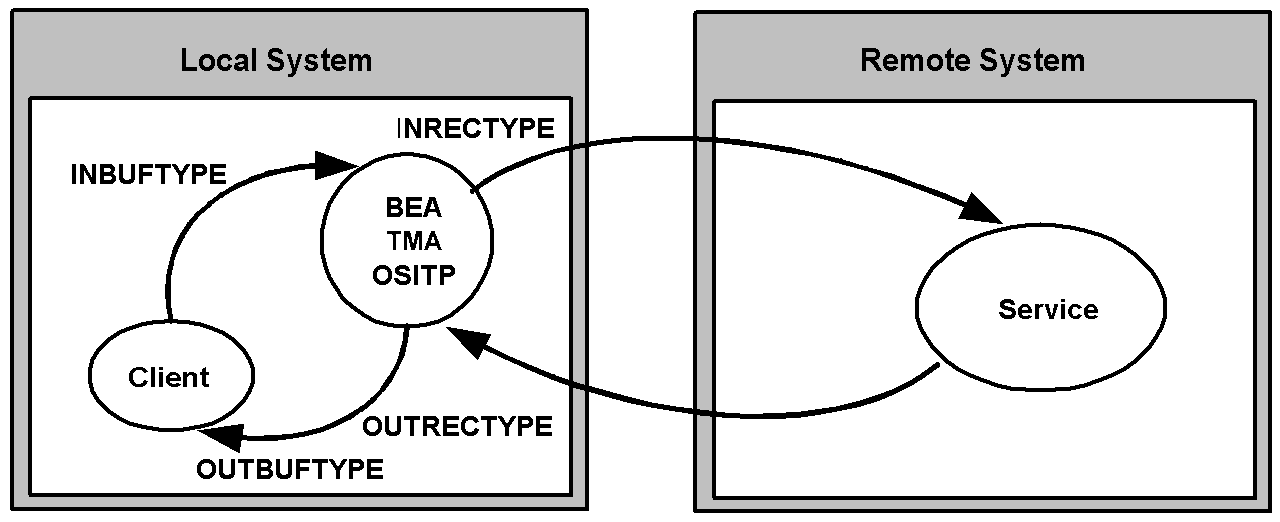 Local System
Remote System
INRECTYPE
INBUFTYPE
BEA
TMA
OSITP
Service
Client
OUTRECTYPE
OUTBUFTYPE